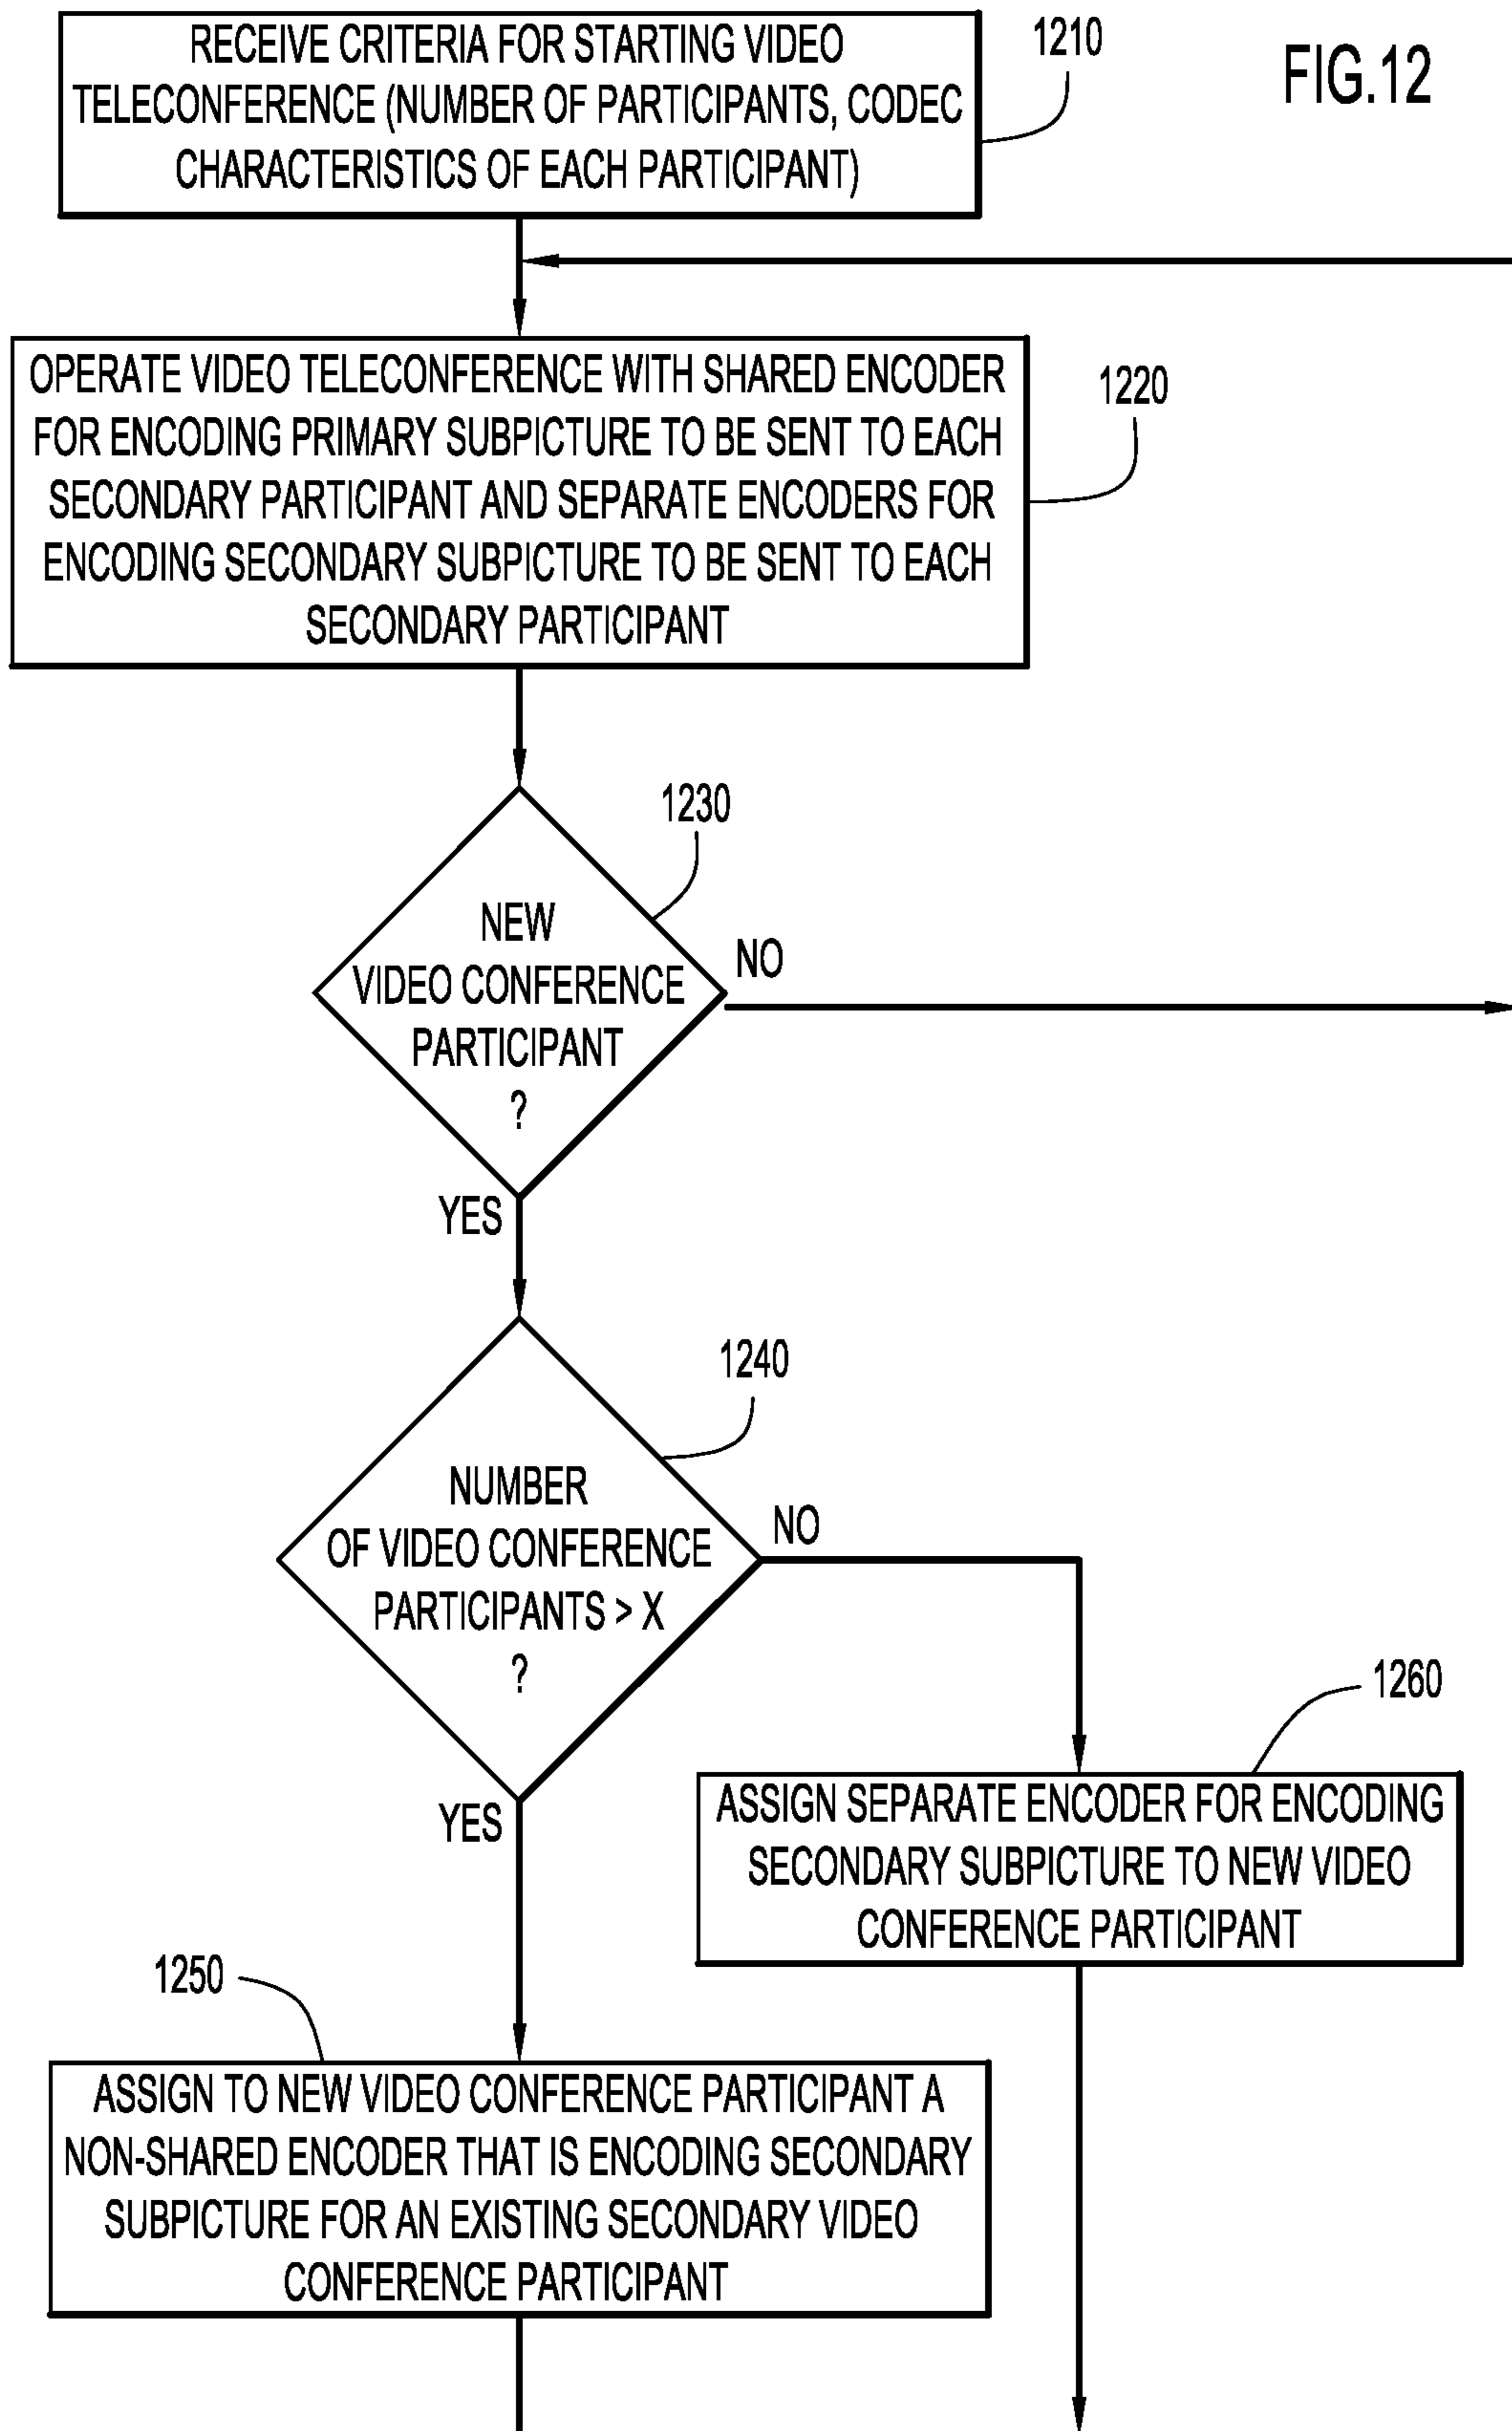 FIG.12
RECEIVE CRITERIA FOR STARTING VIDEO
TELECONFERENCE (NUMBER OF PARTICIPANTS, CODEC
CHARACTERISTICS OF EACH PARTICIPANT)
1210
OPERATE VIDEO TELECONFERENCE WITH SHARED ENCODER
FOR ENCODING PRIMARY SUBPICTURE TO BE SENT TO EACH
SECONDARY PARTICIPANT AND SEPARATE ENCODERS FOR
ENCODING SECONDARY SUBPICTURE TO BE SENT TO EACH
SECONDARY PARTICIPANT
1220
1230
NEW
VIDEO CONFERENCE
PARTICIPANT
?
NO
YES
1240
NUMBER
OF VIDEO CONFERENCE
PARTICIPANTS > X
?
NO
YES
1260
ASSIGN SEPARATE ENCODER FOR ENCODING
SECONDARY SUBPICTURE TO NEW VIDEO
CONFERENCE PARTICIPANT
1250
ASSIGN TO NEW VIDEO CONFERENCE PARTICIPANT A
NON-SHARED ENCODER THAT IS ENCODING SECONDARY
SUBPICTURE FOR AN EXISTING SECONDARY VIDEO
CONFERENCE PARTICIPANT